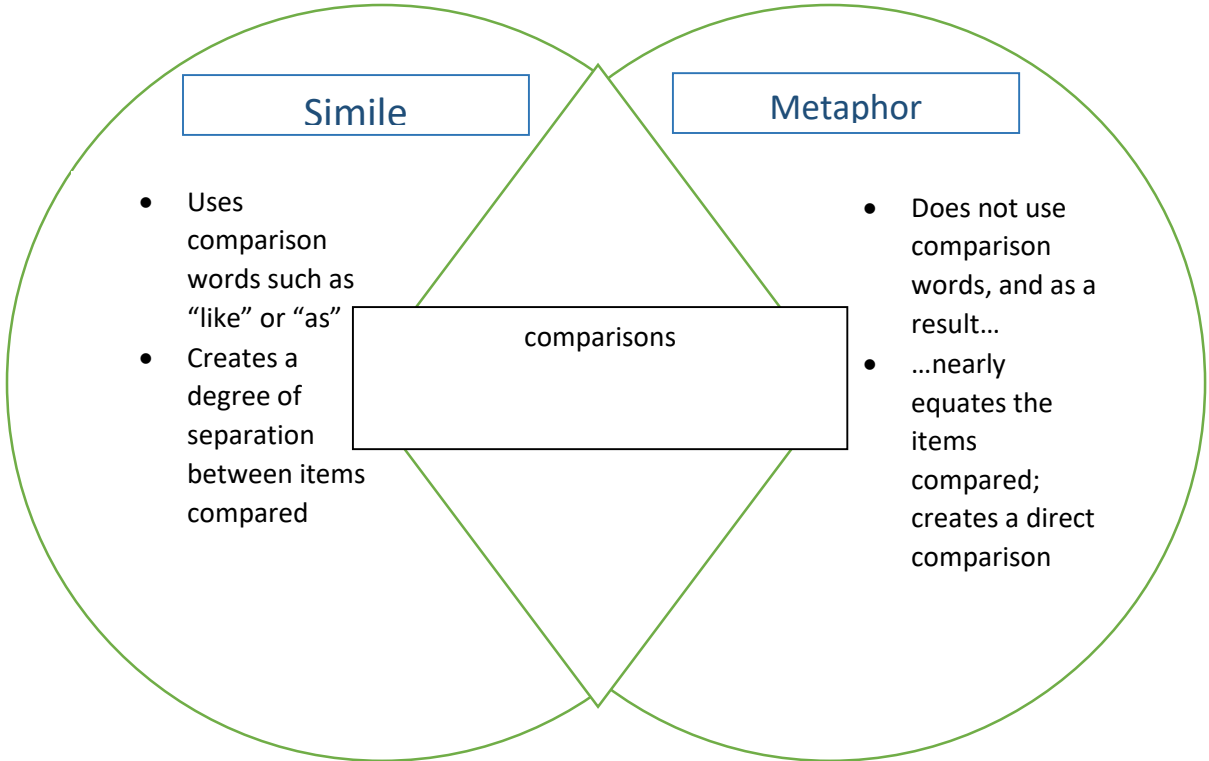 Simile
Metaphor
• Uses
comparison
words such as
“like” or “as”
• Creates a
degree of
separation
between items
compared
comparisons
• Does not use
comparison
words, and as a
result…
• …nearly
equates the
items
compared;
creates a direct
comparison